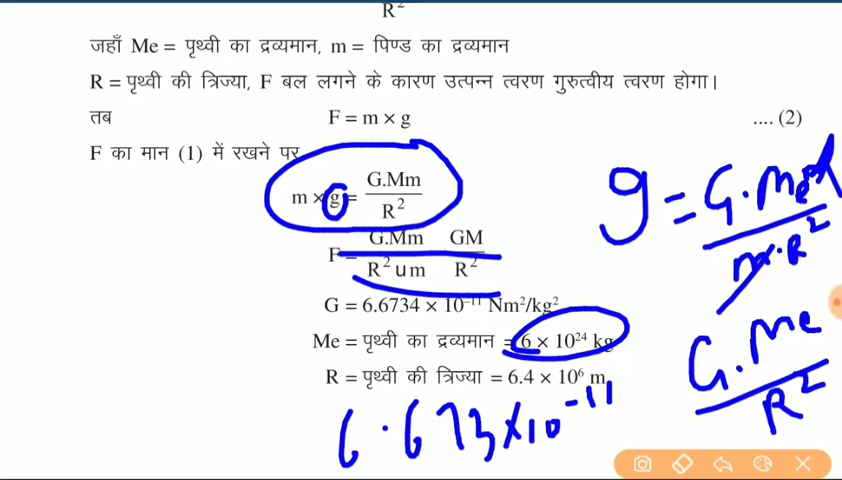 R²
जहाँ Me = पृथ्वी का द्रव्यमान, m = पिण्ड का द्रव्यमान
R = पृथ्वी की त्रिज्या, F बल लगने के कारण उत्पन्न त्वरण गुरुत्वीय त्वरण होगा।
तब F = m × g .... (2)
F का मान (1) में रखने पर
m × g = G.Mm / R²
F = G.Mm / R² um GM / R²
G = 6.6734 × 10⁻¹¹ Nm²/kg²
Me = पृथ्वी का द्रव्यमान = 6 × 10²⁴ kg
R = पृथ्वी की त्रिज्या = 6.4 × 10⁶ m
g = G.Me m / m.R²
G.Me / R²
6.673×10⁻¹¹